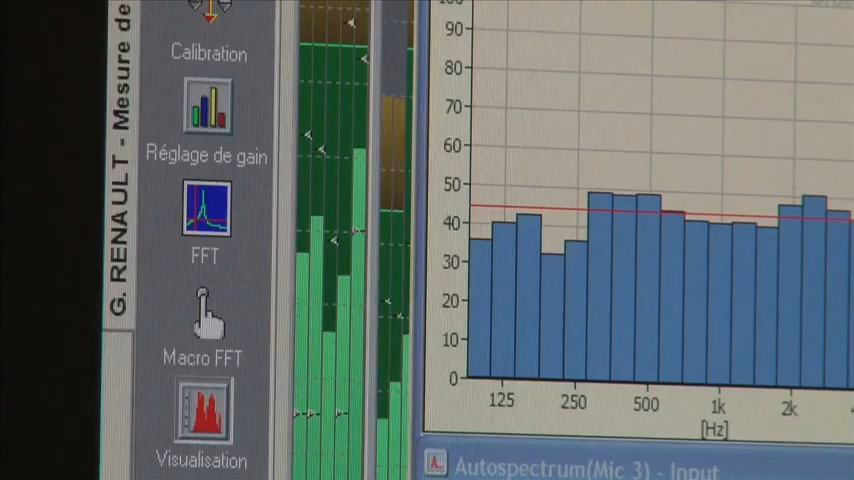 G. RENAULT - Mesure de
Calibration
Réglage de gain
FFT
Macro FFT
Visualisation
90
80
70
60
50
40
30
20
10
0
125 250 500 1k 2k
[Hz]
Autospectrum(Mic 3) - Input